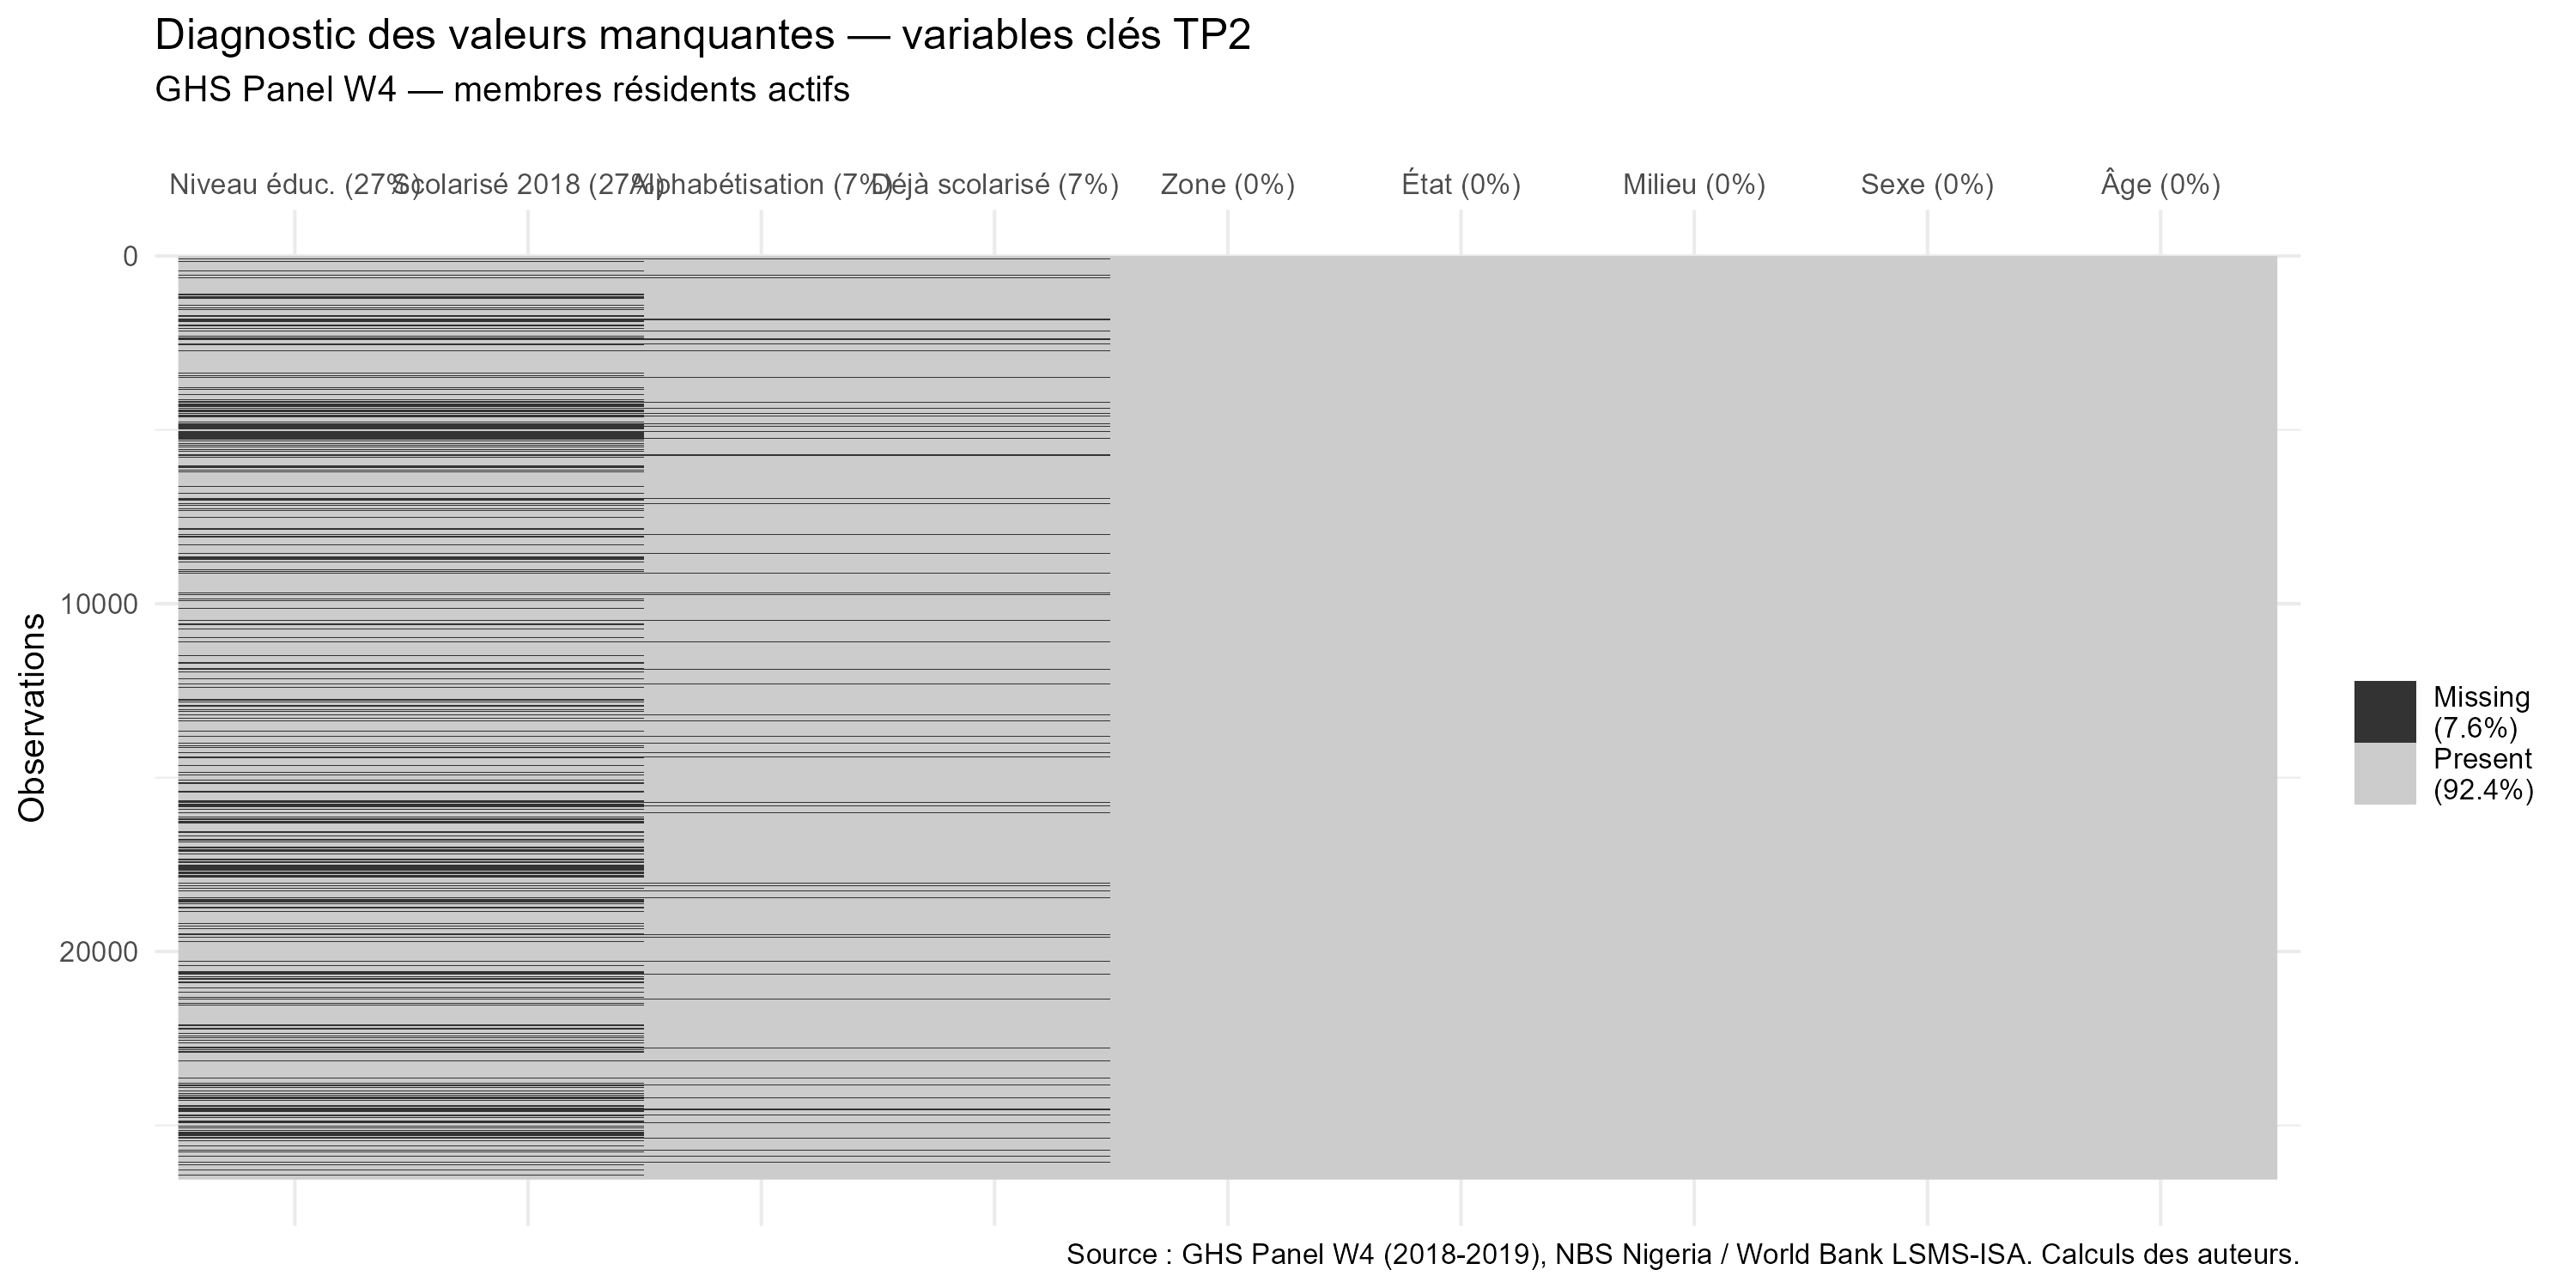 Diagnostic des valeurs manquantes — variables clés TP2
GHS Panel W4 — membres résidents actifs
Niveau éduc. (27%) Scolarisé 2018 (27%) Alphabétisation (7%) Déjà scolarisé (7%) Zone (0%) État (0%) Milieu (0%) Sexe (0%) Âge (0%)
0
10000
20000
Observations
Missing
(7.6%)
Present
(92.4%)
Source : GHS Panel W4 (2018-2019), NBS Nigeria / World Bank LSMS-ISA. Calculs des auteurs.